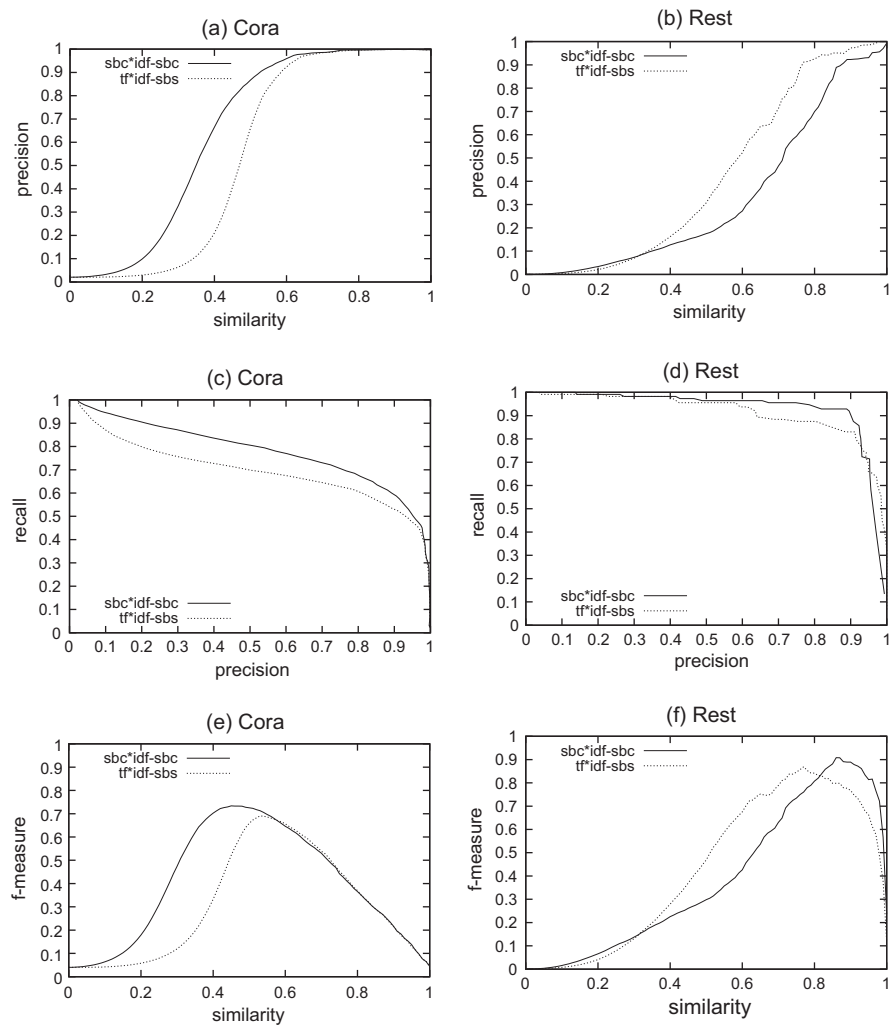 (a) Cora
1
0.9
0.8
0.7
0.6
0.5
0.4
0.3
0.2
0.1
0
0 0.2 0.4 0.6 0.8 1
precision
similarity
sbc*idf-sbc
tf*idf-sbs
(b) Rest
1
0.9
0.8
0.7
0.6
0.5
0.4
0.3
0.2
0.1
0
0 0.2 0.4 0.6 0.8 1
precision
similarity
sbc*idf-sbc
tf*idf-sbs
(c) Cora
1
0.9
0.8
0.7
0.6
0.5
0.4
0.3
0.2
0.1
0
0 0.1 0.2 0.3 0.4 0.5 0.6 0.7 0.8 0.9 1
recall
precision
sbc*idf-sbc
tf*idf-sbs
(d) Rest
1
0.9
0.8
0.7
0.6
0.5
0.4
0.3
0.2
0.1
0
0 0.1 0.2 0.3 0.4 0.5 0.6 0.7 0.8 0.9 1
recall
precision
sbc*idf-sbc
tf*idf-sbs
(e) Cora
1
0.9
0.8
0.7
0.6
0.5
0.4
0.3
0.2
0.1
0
0 0.2 0.4 0.6 0.8 1
f-measure
similarity
sbc*idf-sbc
tf*idf-sbs
(f) Rest
1
0.9
0.8
0.7
0.6
0.5
0.4
0.3
0.2
0.1
0
0 0.2 0.4 0.6 0.8 1
f-measure
similarity
sbc*idf-sbc
tf*idf-sbs